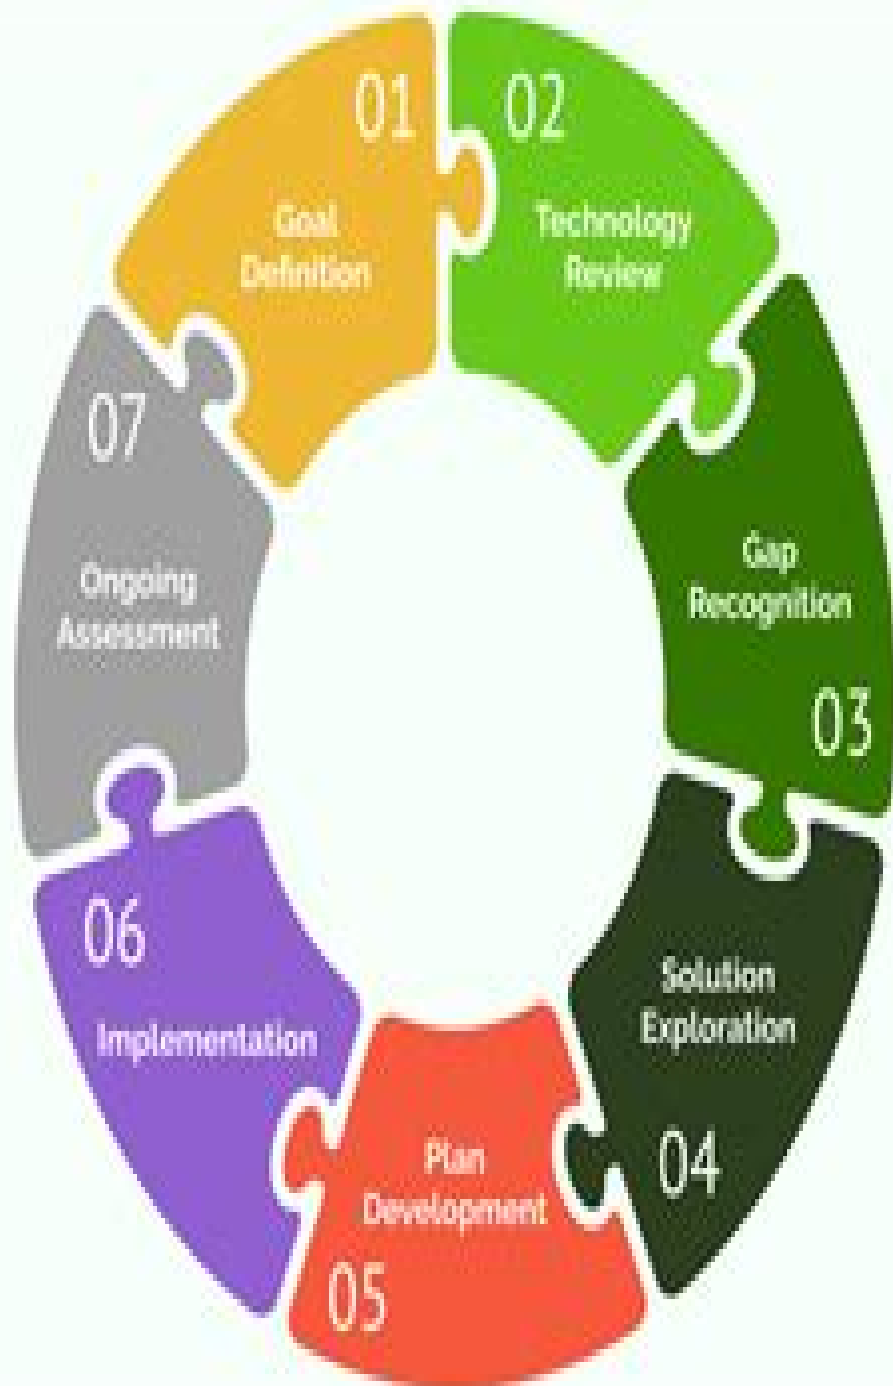 01
Goal
Definition
02
Technology
Review
Gap
Recognition
03
Solution
Exploration
04
Plan
Development
05
06
Implementation
07
Ongoing
Assessment